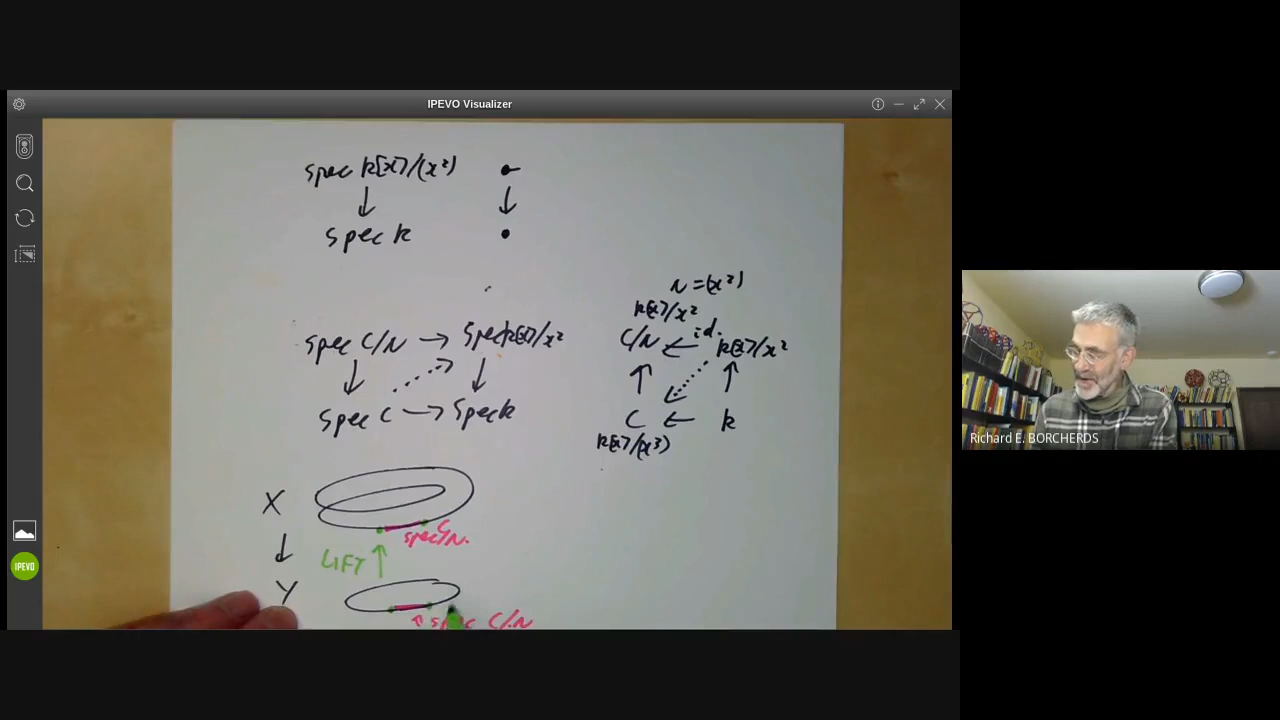 IPEVO Visualizer
spec k[x]/(x²)
↓ ↓
spec k
N = (x²)
k[x]/x²
spec C/N → Spec k[x]/x² C/N ← id. k[x]/x²
↓ ↓ ↑ ↑
spec C → Spec k C ← k
k[x]/(x³)
X
spec C/N.
↓ LIFT ↑
Y
↑ spec C/N
IPEVO
Richard E. BORCHERDS